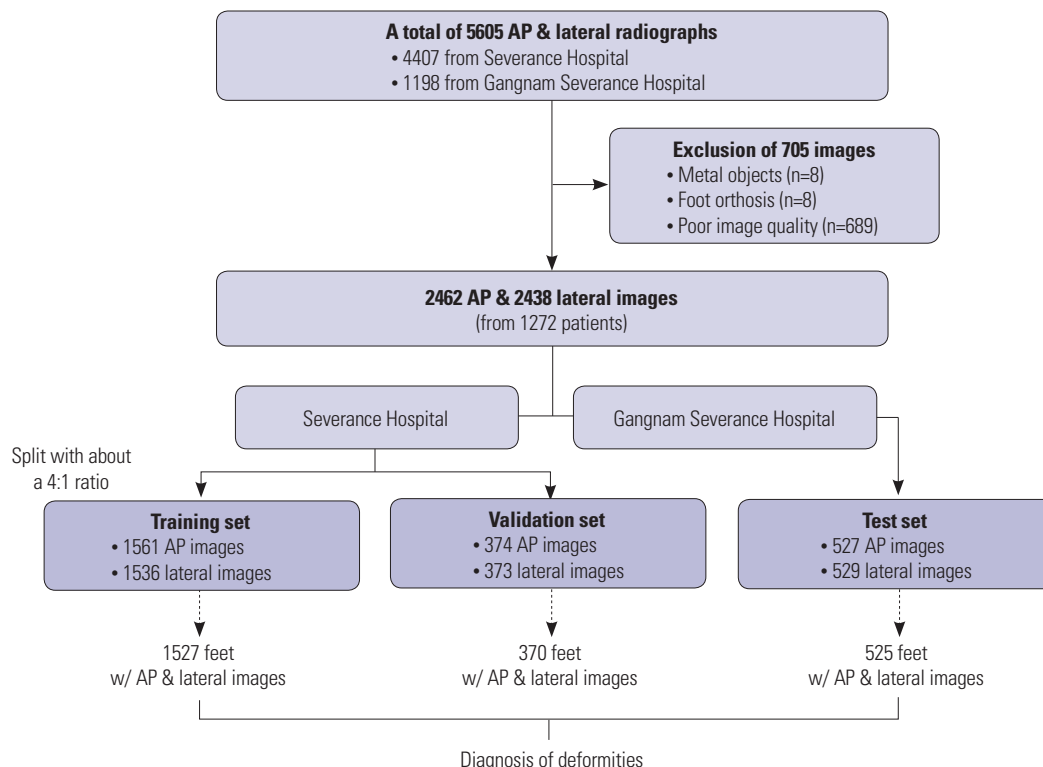 A total of 5605 AP & lateral radiographs
• 4407 from Severance Hospital
• 1198 from Gangnam Severance Hospital
Exclusion of 705 images
• Metal objects (n=8)
• Foot orthosis (n=8)
• Poor image quality (n=689)
2462 AP & 2438 lateral images
(from 1272 patients)
Severance Hospital
Gangnam Severance Hospital
Split with about
a 4:1 ratio
Training set
• 1561 AP images
• 1536 lateral images
Validation set
• 374 AP images
• 373 lateral images
Test set
• 527 AP images
• 529 lateral images
1527 feet
w/ AP & lateral images
370 feet
w/ AP & lateral images
525 feet
w/ AP & lateral images
Diagnosis of deformities